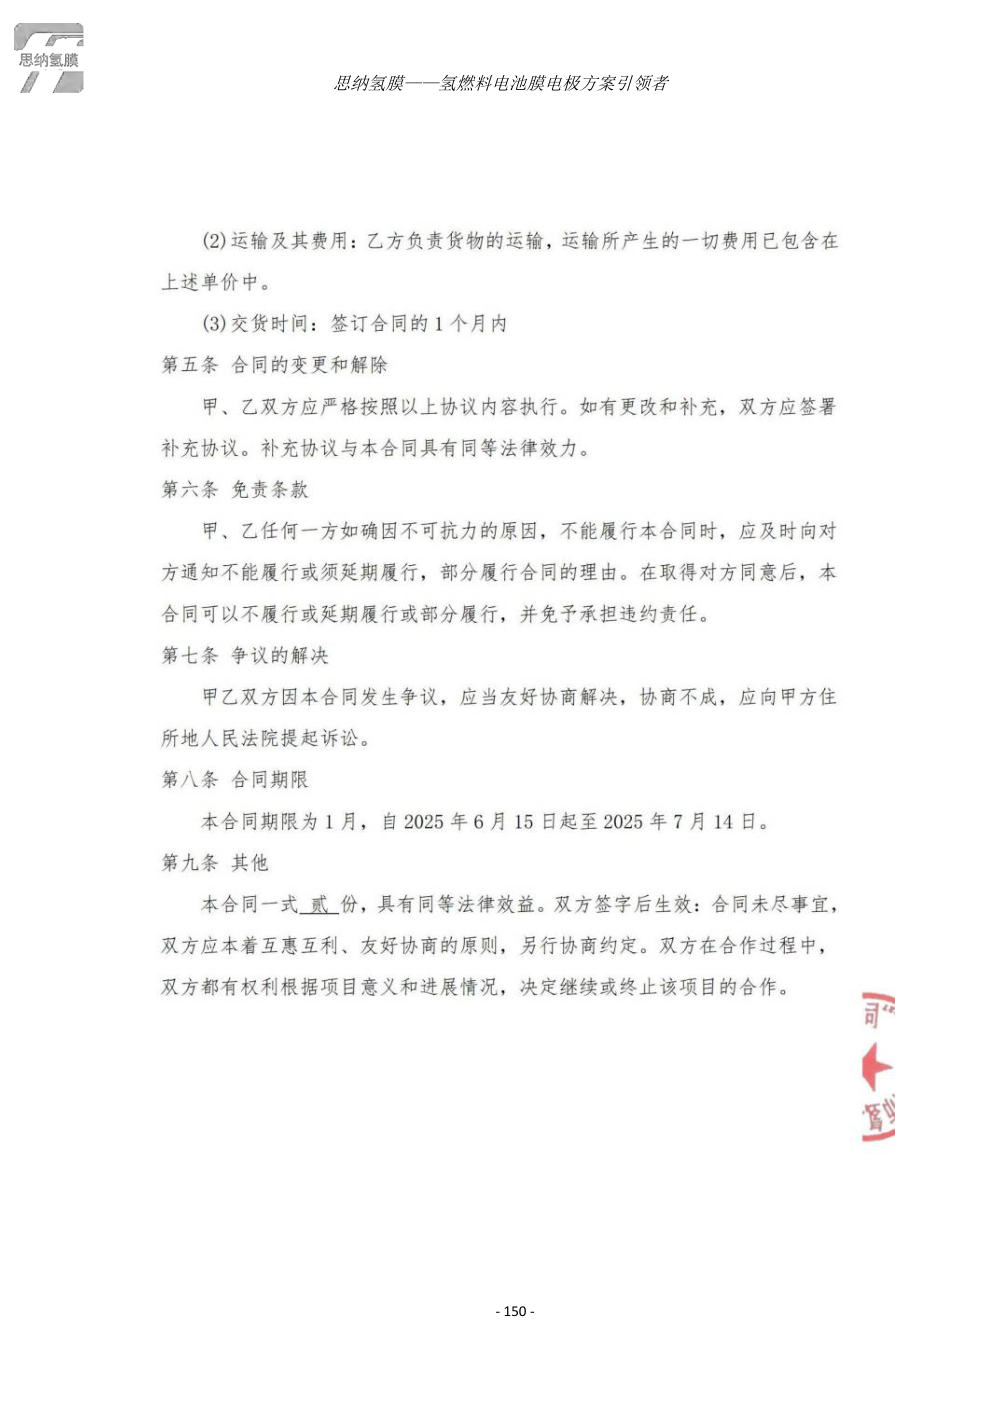 思纳氢膜
思纳氢膜——氢燃料电池膜电极方案引领者
(2)运输及其费用：乙方负责货物的运输，运输所产生的一切费用已包含在
上述单价中。
(3)交货时间：签订合同的1个月内
第五条 合同的变更和解除
甲、乙双方应严格按照以上协议内容执行。如有更改和补充，双方应签署
补充协议。补充协议与本合同具有同等法律效力。
第六条 免责条款
甲、乙任何一方如确因不可抗力的原因，不能履行本合同时，应及时向对
方通知不能履行或须延期履行，部分履行合同的理由。在取得对方同意后，本
合同可以不履行或延期履行或部分履行，并免予承担违约责任。
第七条 争议的解决
甲乙双方因本合同发生争议，应当友好协商解决，协商不成，应向甲方住
所地人民法院提起诉讼。
第八条 合同期限
本合同期限为1月，自2025年6月15日起至2025年7月14日。
第九条 其他
本合同一式 贰 份，具有同等法律效益。双方签字后生效：合同未尽事宜，
双方应本着互惠互利、友好协商的原则，另行协商约定。双方在合作过程中，
双方都有权利根据项目意义和进展情况，决定继续或终止该项目的合作。
司
- 150 -